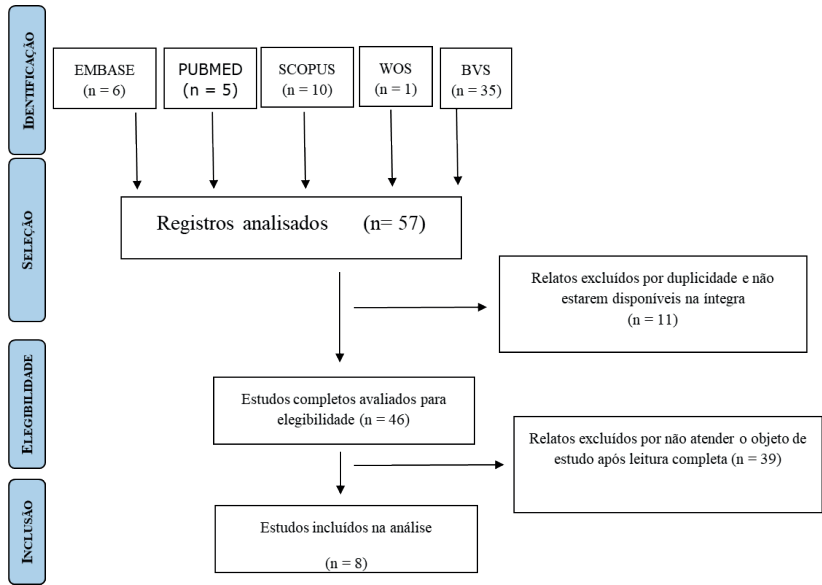 IDENTIFICAÇÃO
EMBASE
(n = 6)
PUBMED
(n = 5)
SCOPUS
(n = 10)
WOS
(n = 1)
BVS
(n = 35)
SELEÇÃO
Registros analisados (n= 57)
Relatos excluídos por duplicidade e não
estarem disponíveis na íntegra
(n = 11)
ELEGIBILIDADE
Estudos completos avaliados para
elegibilidade (n = 46)
Relatos excluídos por não atender o objeto de
estudo após leitura completa (n = 39)
INCLUSÃO
Estudos incluídos na análise
(n = 8)